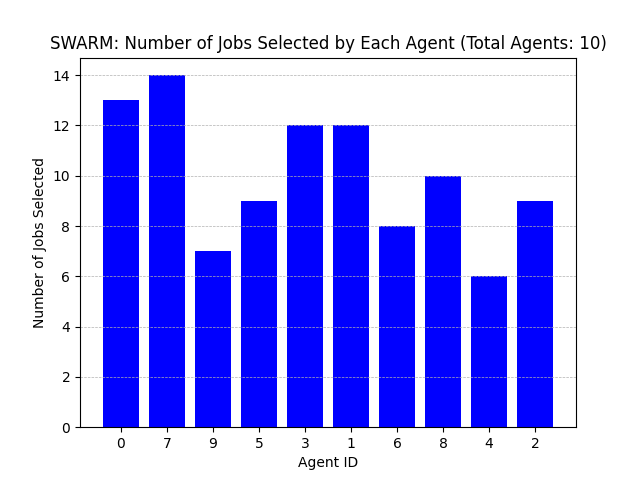 SWARM: Number of Jobs Selected by Each Agent (Total Agents: 10)
14
12
10
8
6
4
2
0
Number of Jobs Selected
0 7 9 5 3 1 6 8 4 2
Agent ID